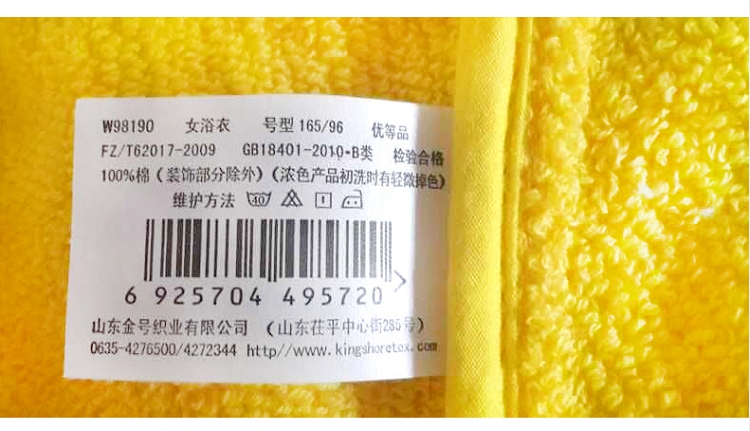 W98190 女浴衣 号型 165/96 优等品
FZ/T62017-2009 GB18401-2010·B类 检验合格
100%棉（装饰部分除外）（浓色产品初洗时有轻微掉色）
维护方法 40
6 925704 495720
山东金号织业有限公司 （山东茌平中心街285号）
0635-4276500/4272344 http//www.kingshoretex.com